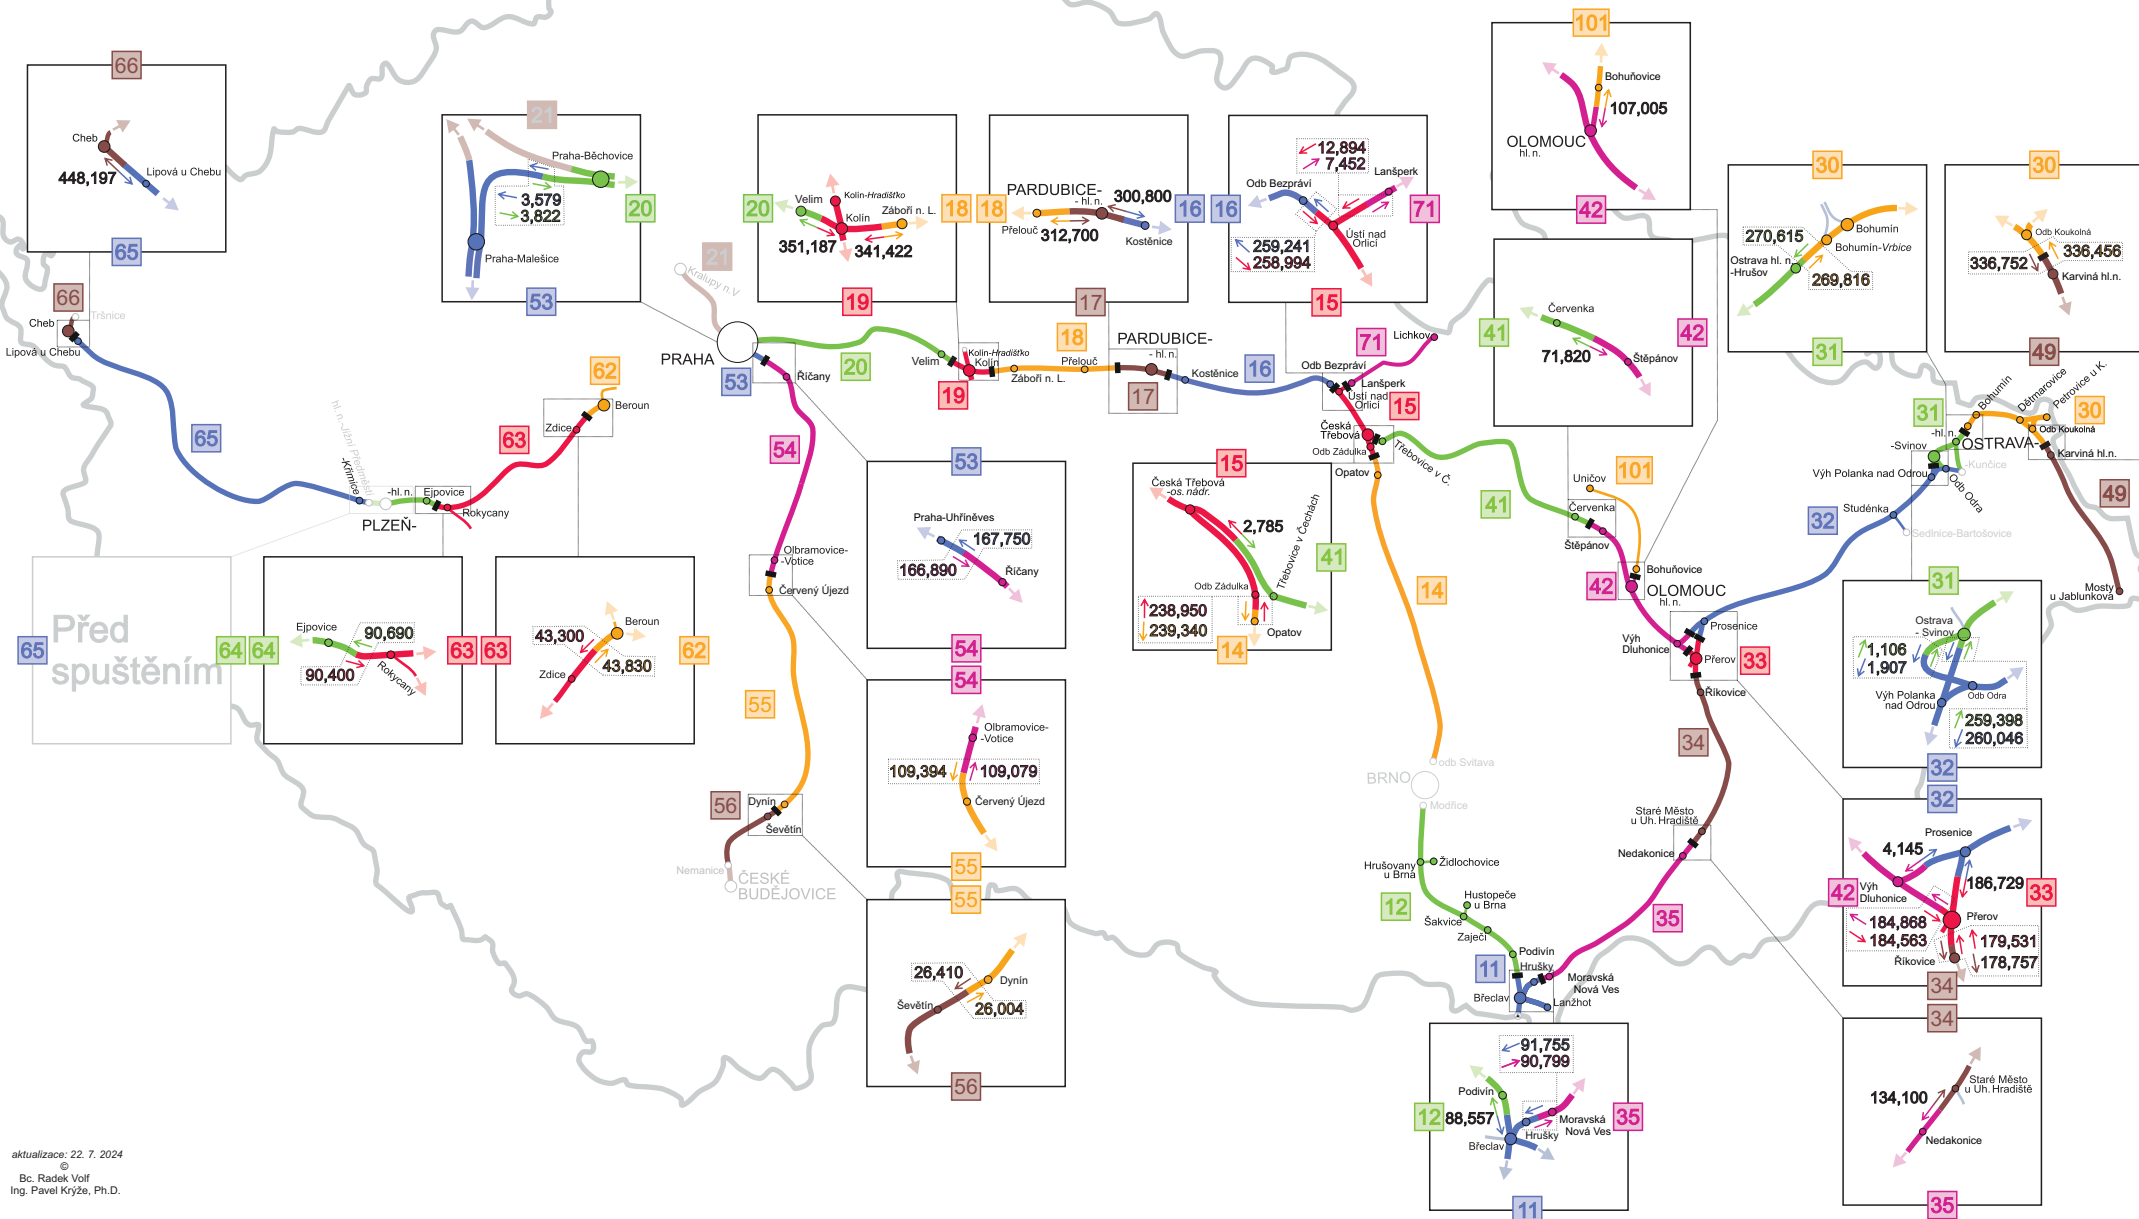 66
Cheb
448,197
Lipová u Chebu
65
21
Praha-Běchovice
3,579
3,822
20
Praha-Malešice
53
20
Velim
Kolín-Hradišťko
Kolín
Záboří n. L.
18
351,187
341,422
19
18
PARDUBICE-
- hl. n.
300,800
16
Přelouč
312,700
Kostěnice
17
16
12,894
7,452
Lanšperk
Odb Bezpráví
71
Ústí nad
Orlicí
259,241
258,994
15
101
Bohuňovice
107,005
OLOMOUC
hl. n.
42
41
Červenka
42
71,820
Štěpánov
30
270,615
Bohumín
Bohumín-Vrbice
Ostrava hl. n.
-Hrušov
269,816
31
30
Odb Koukolná
336,456
336,752
Karviná hl.n.
49
66
Tršnice
Cheb
Lipová u Chebu
65
hl. n.-Jižní Předměstí
-Křimice
-hl. n.
PLZEŇ-
Ejpovice
Rokycany
63
62
Beroun
Zdice
21
Kralupy n.V
PRAHA
53
Říčany
20
Velim
Kolín-Hradišťko
Kolín
19
Záboří n. L.
18
Přelouč
PARDUBICE-
- hl. n.
17
Kostěnice
16
Odb Bezpráví
71
Lichkov
Lanšperk
Ústí nad
Orlicí
15
Česká
Třebová
Odb Zádulka
Třebovice v Č.
Opatov
41
14
54
Olbramovice-
-Votice
Červený Újezd
55
Dynín
56
Ševětín
Nemanice
ČESKÉ
BUDĚJOVICE
Uničov
101
Červenka
Štěpánov
Bohuňovice
42
OLOMOUC
hl. n.
Prosenice
Výh
Dluhonice
Přerov
33
Říkovice
34
32
Studénka
Sedlnice-Bartošovice
Výh Polanka nad Odrou
-Svinov
-hl. n.
31
OSTRAVA-
-Kunčice
Odb Odra
Bohumín
Dětmarovice
Petrovice u K.
30
Odb Koukolná
Karviná hl.n.
49
Mosty
u Jablunkova
Staré Město
u Uh. Hradiště
Nedakonice
35
odb Svitava
BRNO
Modřice
Hrušovany
u Brna
Židlochovice
12
Hustopeče
u Brna
Šakvice
Zaječí
Podivín
11
Hrušky
Moravská
Nová Ves
Břeclav
Lanžhot
65
Před
spuštěním
64
64
Ejpovice
90,690
90,400
Rokycany
63
63
43,300
Beroun
43,830
Zdice
62
53
Praha-Uhříněves
167,750
166,890
Říčany
54
54
Olbramovice-
-Votice
109,394
109,079
Červený Újezd
55
55
26,410
Dynín
Ševětín
26,004
56
15
Česká Třebová
-os. nádr.
2,785
Třebovice v Čechách
41
Odb Zádulka
238,950
239,340
Opatov
14
31
Ostrava
- Svinov
1,106
1,907
Výh Polanka
nad Odrou
Odb Odra
259,398
260,046
32
32
Prosenice
4,145
186,729
42
Výh
Dluhonice
33
Přerov
184,868
184,563
179,531
178,757
Říkovice
34
34
Staré Město
u Uh. Hradiště
134,100
Nedakonice
35
91,755
90,799
Podivín
12
88,557
Moravská
Nová Ves
35
Hrušky
Břeclav
11
aktualizace: 22. 7. 2024
©
Bc. Radek Volf
Ing. Pavel Krýže, Ph.D.